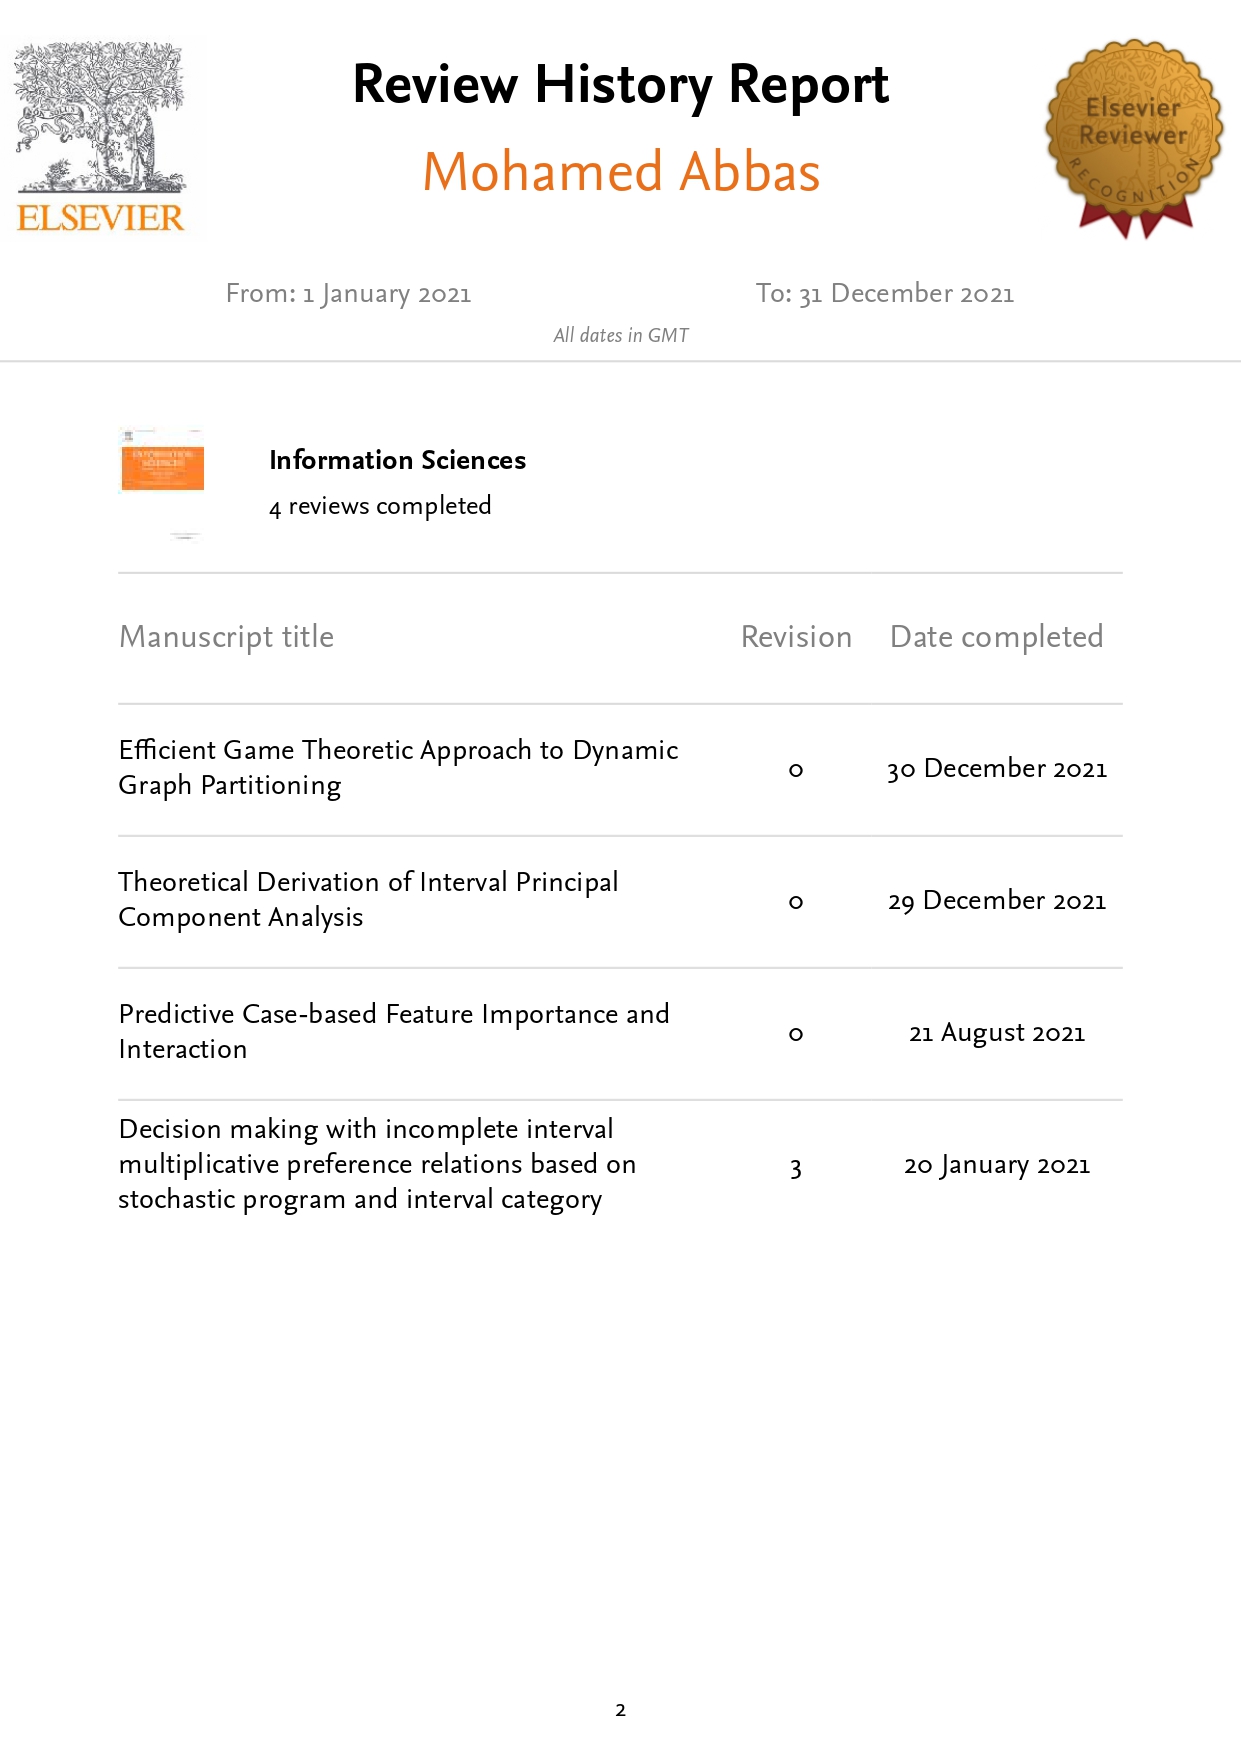 Review History Report
Mohamed Abbas
ELSEVIER
Elsevier
Reviewer
RECOGNITION
From: 1 January 2021
To: 31 December 2021
All dates in GMT
Information Sciences
4 reviews completed
Manuscript title
Revision
Date completed
Efficient Game Theoretic Approach to Dynamic
Graph Partitioning
0
30 December 2021
Theoretical Derivation of Interval Principal
Component Analysis
0
29 December 2021
Predictive Case-based Feature Importance and
Interaction
0
21 August 2021
Decision making with incomplete interval
multiplicative preference relations based on
stochastic program and interval category
3
20 January 2021
2